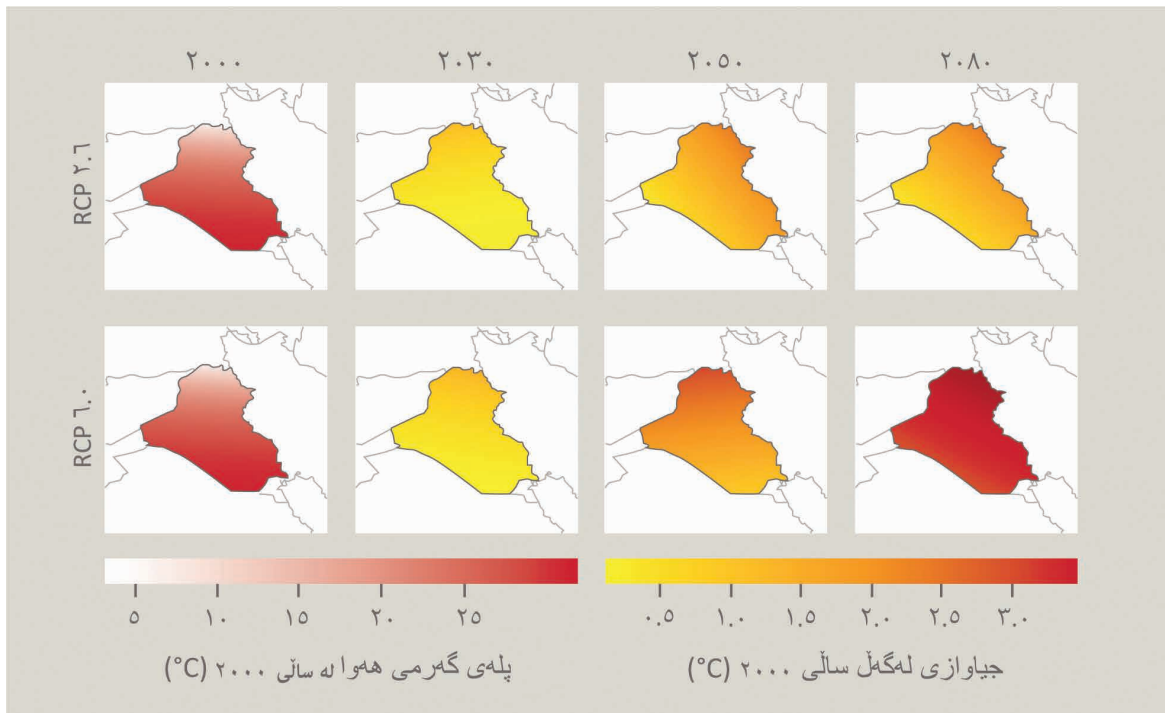 ٢٠٠٠ ٢٠٣٠ ٢٠٥٠ ٢٠٨٠
RCP ٢.٦
RCP ٦.٠
٥ ١٠ ١٥ ٢٠ ٢٥
٠.٥ ١.٠ ١.٥ ٢.٠ ٢.٥ ٣.٠
پلەی گەرمی هەوا لە ساڵی ٢٠٠٠ (°C)
جیاوازی لەگەڵ ساڵی ٢٠٠٠ (°C)